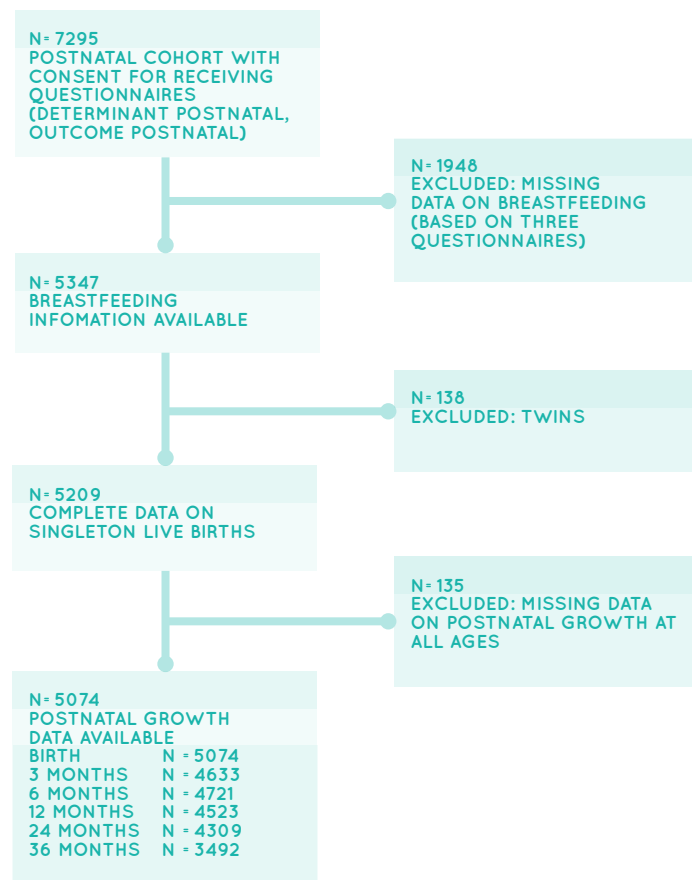 N= 7295
POSTNATAL COHORT WITH
CONSENT FOR RECEIVING
QUESTIONNAIRES
(DETERMINANT POSTNATAL,
OUTCOME POSTNATAL)
N= 1948
EXCLUDED: MISSING
DATA ON BREASTFEEDING
(BASED ON THREE
QUESTIONNAIRES)
N= 5347
BREASTFEEDING
INFOMATION AVAILABLE
N= 138
EXCLUDED: TWINS
N= 5209
COMPLETE DATA ON
SINGLETON LIVE BIRTHS
N= 135
EXCLUDED: MISSING DATA
ON POSTNATAL GROWTH AT
ALL AGES
N= 5074
POSTNATAL GROWTH
DATA AVAILABLE
BIRTH N = 5074
3 MONTHS N = 4633
6 MONTHS N = 4721
12 MONTHS N = 4523
24 MONTHS N = 4309
36 MONTHS N = 3492